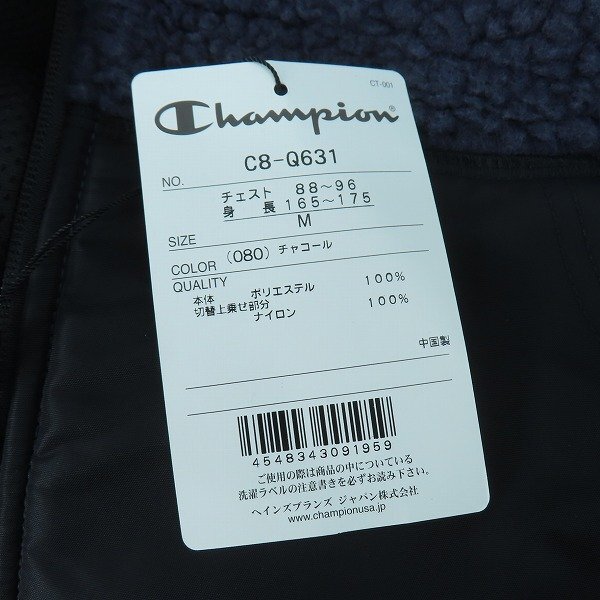 CT-001
Champion
NO. C8-Q631
チェスト 88～96
身長 165～175
SIZE M
COLOR (080) チャコール
QUALITY
本体 ポリエステル 100%
切替上乗せ部分
ナイロン 100%
中国製
4548343091959
ご使用の際は商品の中についている
洗濯ラベルの注意書きを必ずお読み下さい。
ヘインズブランズ ジャパン株式会社
www.championusa.jp